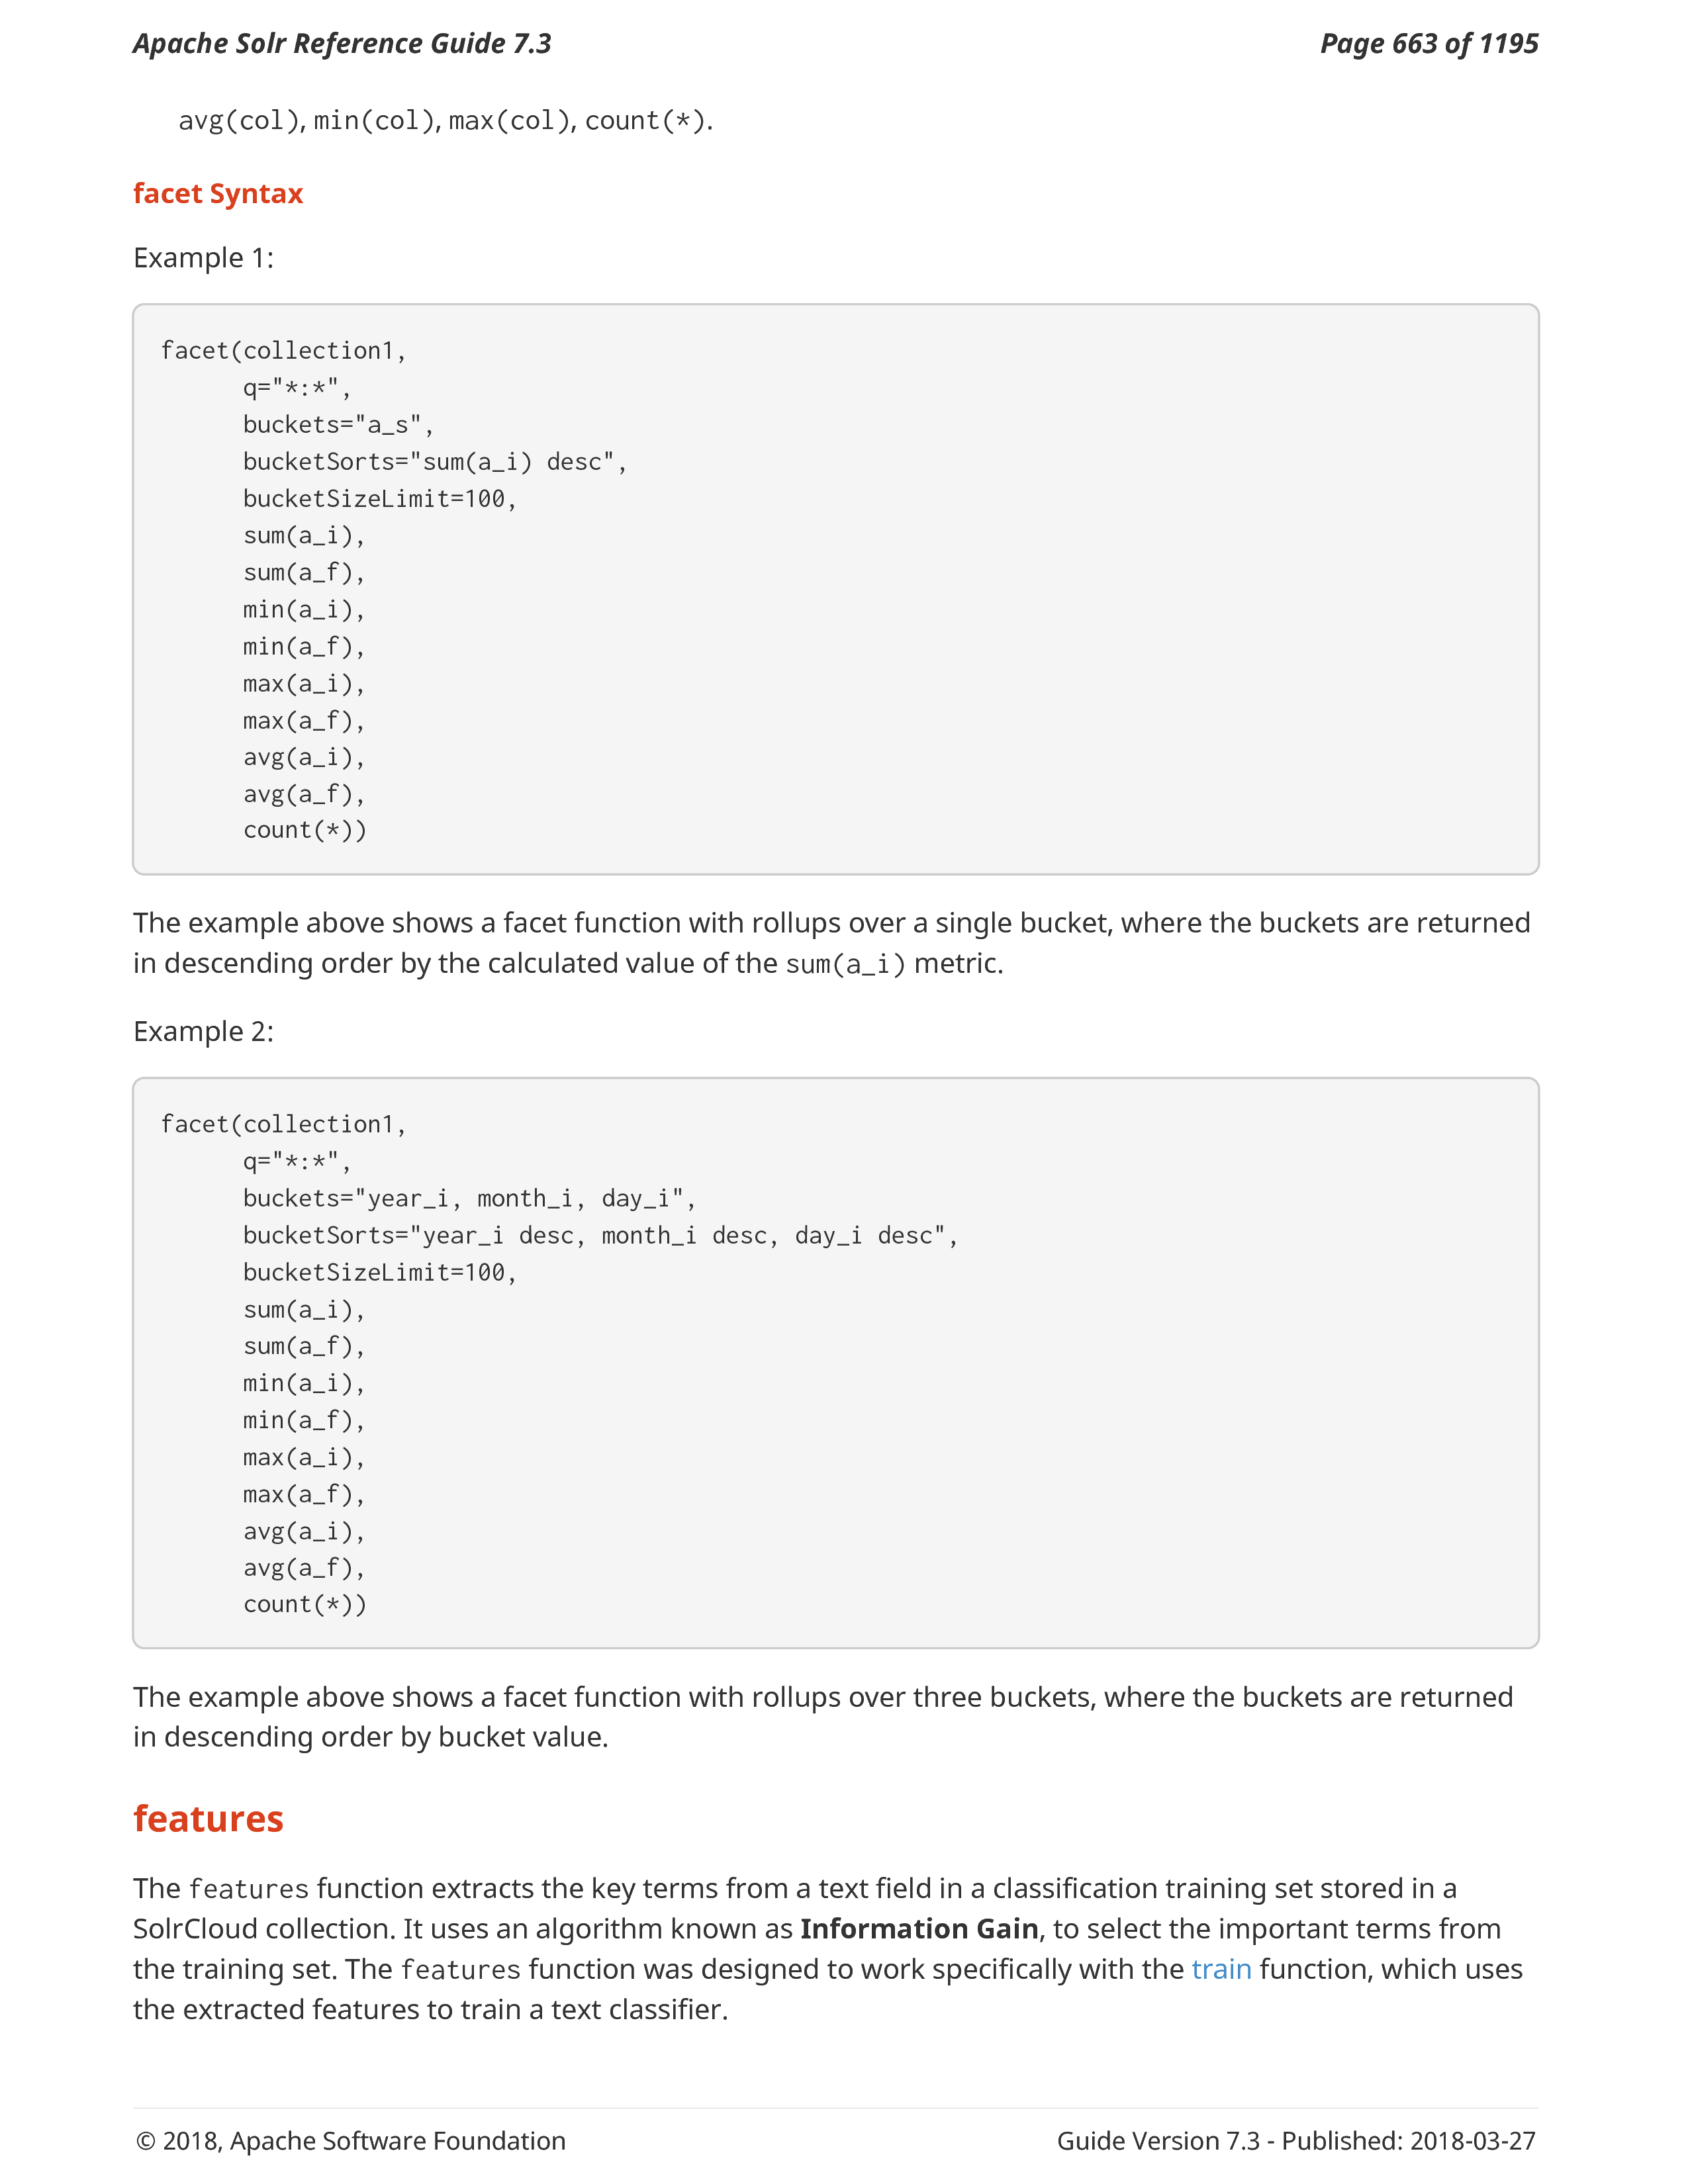 Apache Solr Reference Guide 7.3 Page 663 of 1195
avg(col), min(col), max(col), count(*).
facet Syntax
Example 1:
facet(collection1,
      q="*:*",
      buckets="a_s",
      bucketSorts="sum(a_i) desc",
      bucketSizeLimit=100,
      sum(a_i),
      sum(a_f),
      min(a_i),
      min(a_f),
      max(a_i),
      max(a_f),
      avg(a_i),
      avg(a_f),
      count(*))
The example above shows a facet function with rollups over a single bucket, where the buckets are returned
in descending order by the calculated value of the sum(a_i) metric.
Example 2:
facet(collection1,
      q="*:*",
      buckets="year_i, month_i, day_i",
      bucketSorts="year_i desc, month_i desc, day_i desc",
      bucketSizeLimit=100,
      sum(a_i),
      sum(a_f),
      min(a_i),
      min(a_f),
      max(a_i),
      max(a_f),
      avg(a_i),
      avg(a_f),
      count(*))
The example above shows a facet function with rollups over three buckets, where the buckets are returned
in descending order by bucket value.
features
The features function extracts the key terms from a text field in a classification training set stored in a
SolrCloud collection. It uses an algorithm known as Information Gain, to select the important terms from
the training set. The features function was designed to work specifically with the train function, which uses
the extracted features to train a text classifier.
© 2018, Apache Software Foundation Guide Version 7.3 - Published: 2018-03-27